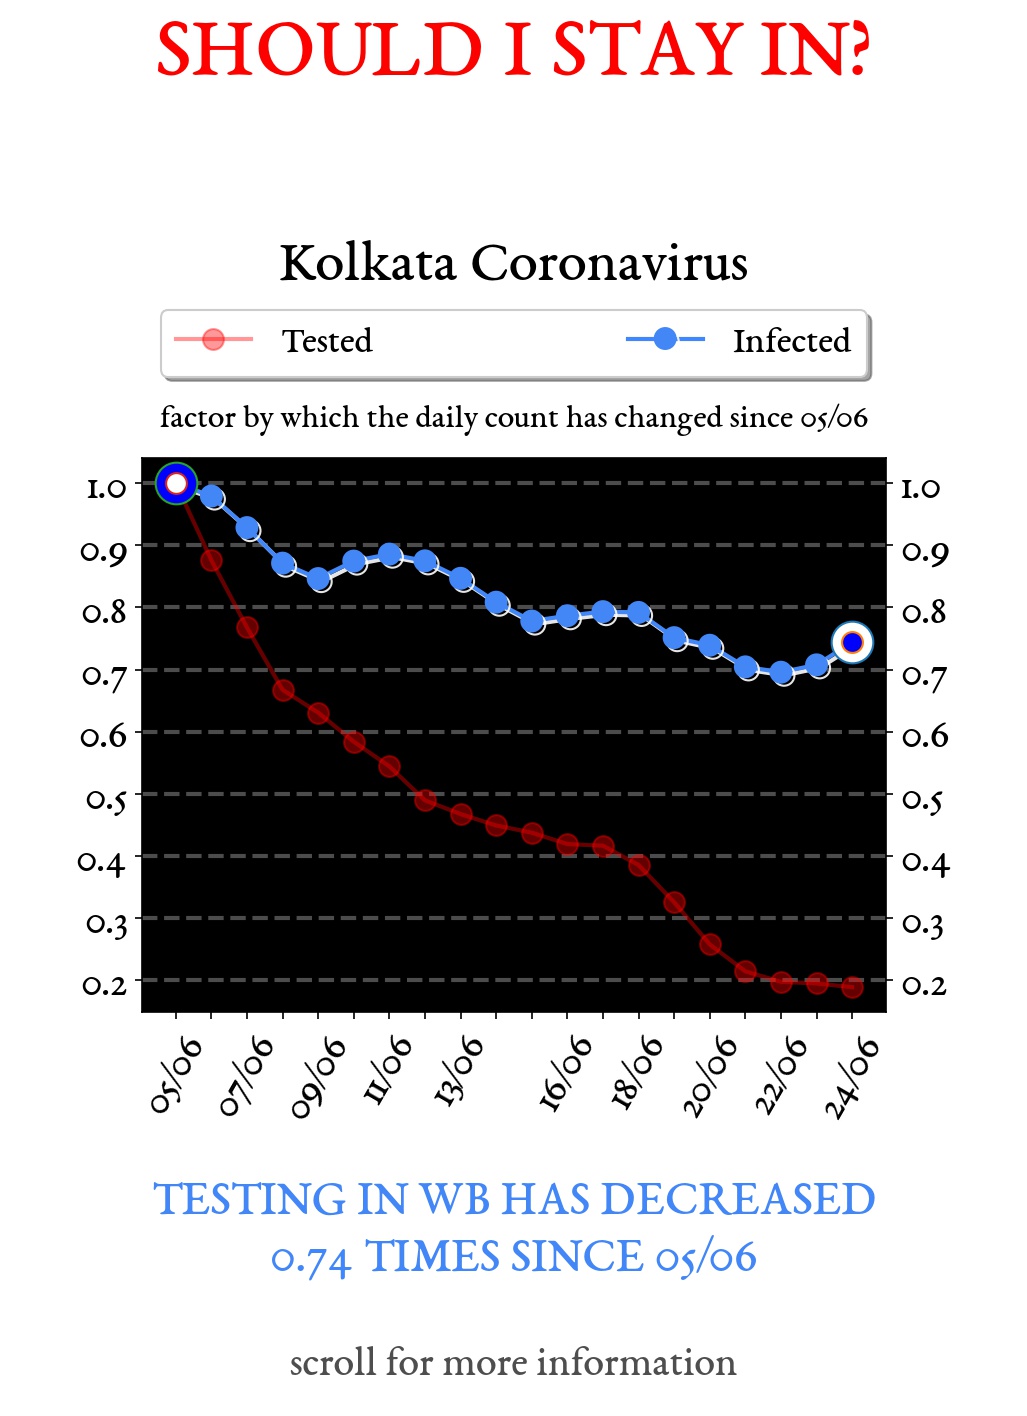 SHOULD I STAY IN?
Kolkata Coronavirus
Tested Infected
factor by which the daily count has changed since 05/06
1.0 1.0
0.9 0.9
0.8 0.8
0.7 0.7
0.6 0.6
0.5 0.5
0.4 0.4
0.3 0.3
0.2 0.2
05/06 07/06 09/06 11/06 13/06 16/06 18/06 20/06 22/06 24/06
TESTING IN WB HAS DECREASED
0.74 TIMES SINCE 05/06
scroll for more information